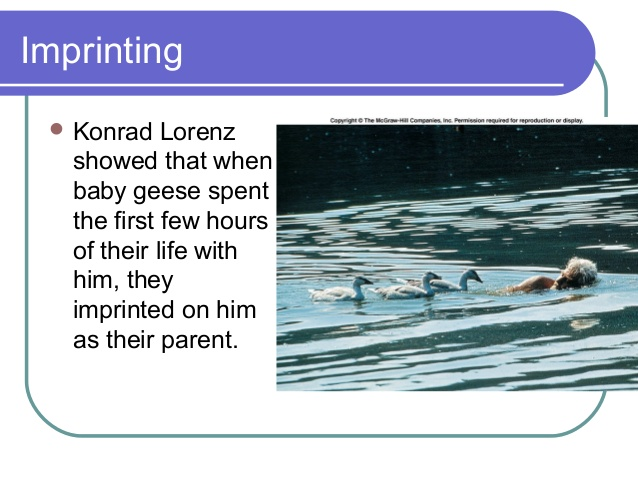 Imprinting
Konrad Lorenz
showed that when
baby geese spent
the first few hours
of their life with
him, they
imprinted on him
as their parent.
Copyright © The McGraw-Hill Companies, Inc. Permission required for reproduction or display.